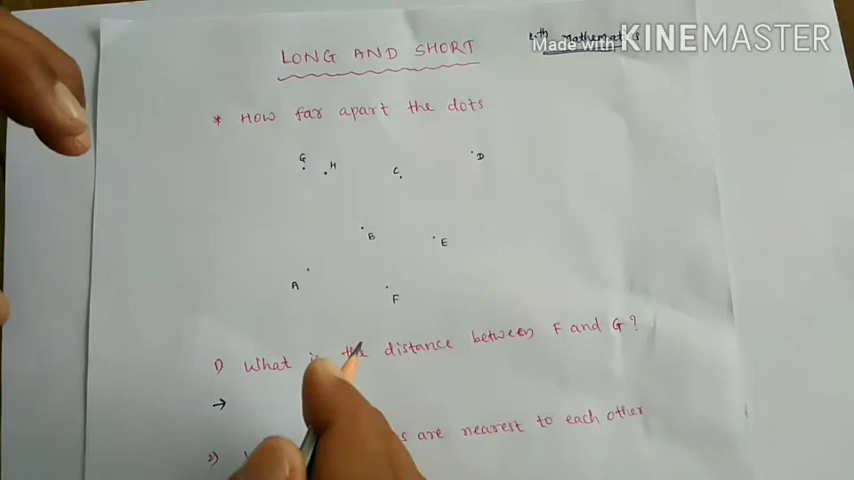 LONG AND SHORT
Mathematics
Made with KINEMASTER
* How far apart the dots
G
H
C
D
B
E
A
F
1) What is the distance between F and G?
→
2)
are nearest to each other